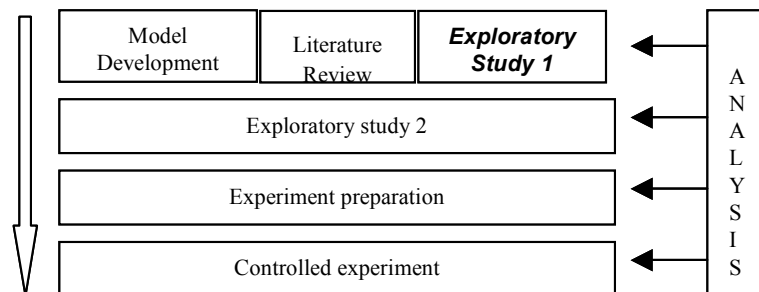 Model
Development
Literature
Review
Exploratory
Study 1
Exploratory study 2
Experiment preparation
Controlled experiment
A
N
A
L
Y
S
I
S